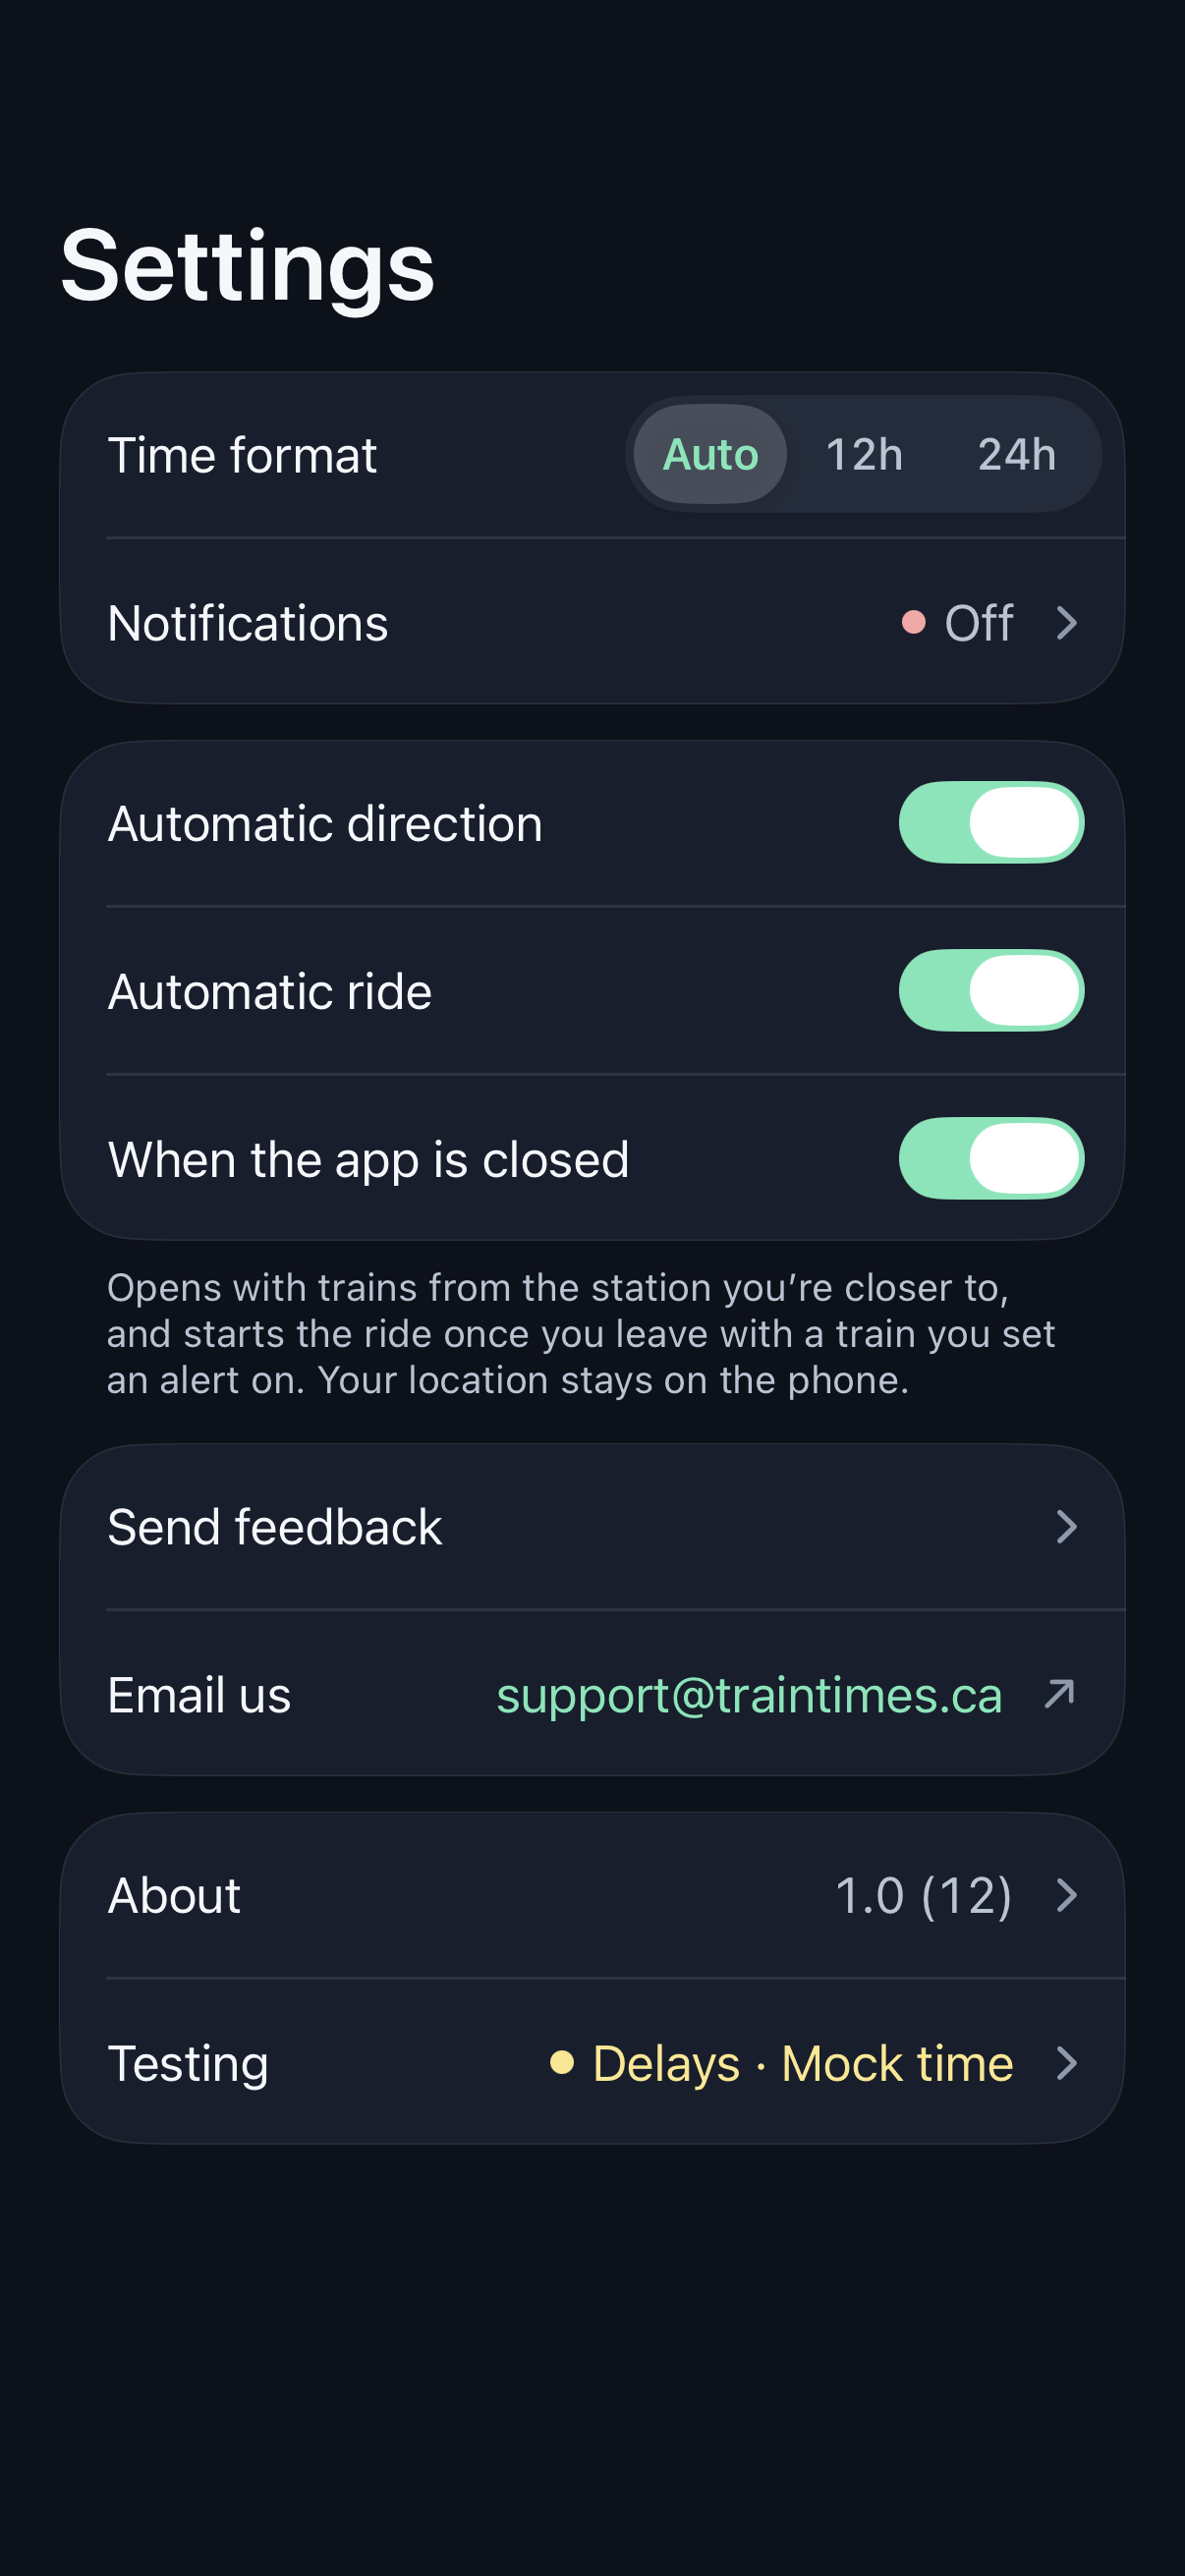 Settings
Time format Auto 12h 24h
Notifications Off
Automatic direction
Automatic ride
When the app is closed
Opens with trains from the station you’re closer to,
and starts the ride once you leave with a train you set
an alert on. Your location stays on the phone.
Send feedback
Email us support@traintimes.ca
About 1.0 (12)
Testing Delays · Mock time